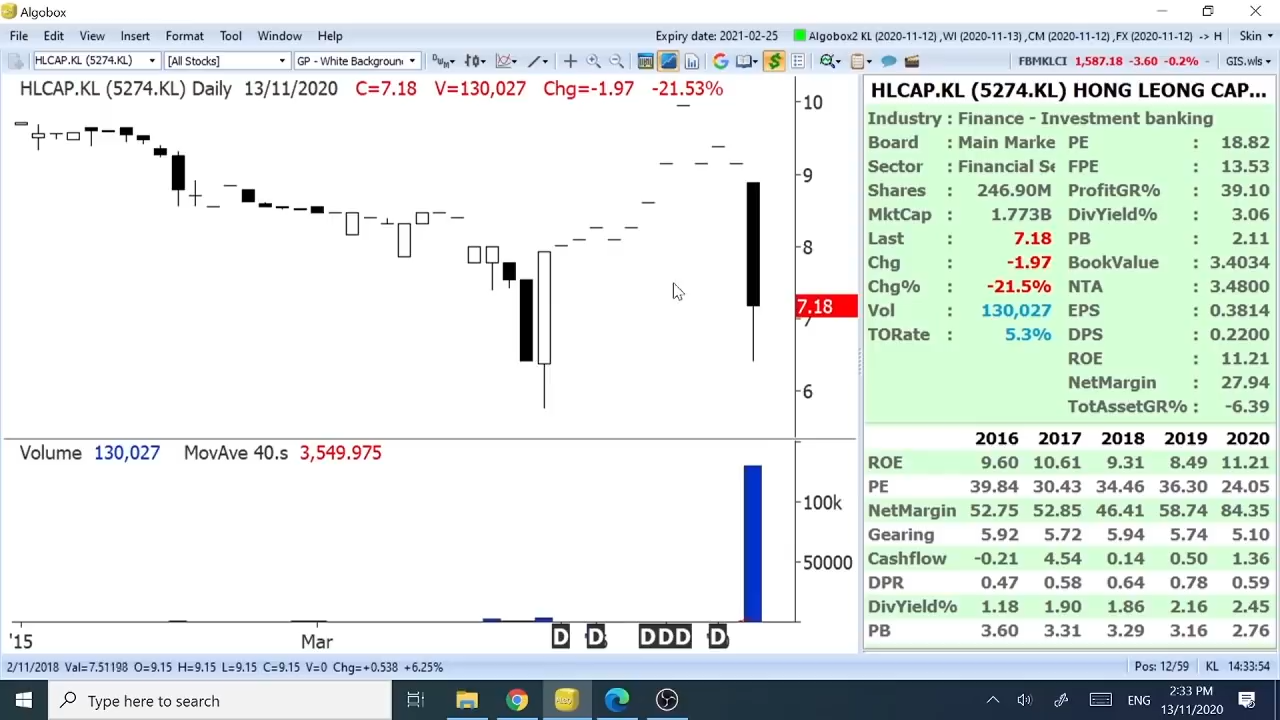 Algobox
File Edit View Insert Format Tool Window Help
Expiry date: 2021-02-25
Algobox2 KL (2020-11-12) ,WI (2020-11-13) ,CM (2020-11-12) ,FX (2020-11-12) -> H
Skin
HLCAP.KL (5274.KL) [All Stocks] GP - White Backgroun
FBMKLCI 1,587.18 -3.60 -0.2% - GIS.wls
HLCAP.KL (5274.KL) Daily 13/11/2020 C=7.18 V=130,027 Chg=-1.97 -21.53%
10
9
8
7.18
7
6
Volume 130,027 MovAve 40.s 3,549.975
100k
50000
'15 Mar D D DDD D
HLCAP.KL (5274.KL) HONG LEONG CAP...
Industry : Finance - Investment banking
Board : Main Marke PE : 18.82
Sector : Financial Se FPE : 13.53
Shares : 246.90M ProfitGR% : 39.10
MktCap : 1.773B DivYield% : 3.06
Last : 7.18 PB : 2.11
Chg : -1.97 BookValue : 3.4034
Chg% : -21.5% NTA : 3.4800
Vol : 130,027 EPS : 0.3814
TORate : 5.3% DPS : 0.2200
ROE : 11.21
NetMargin : 27.94
TotAssetGR% : -6.39
2016 2017 2018 2019 2020
ROE 9.60 10.61 9.31 8.49 11.21
PE 39.84 30.43 34.46 36.30 24.05
NetMargin 52.75 52.85 46.41 58.74 84.35
Gearing 5.92 5.72 5.94 5.74 5.10
Cashflow -0.21 4.54 0.14 0.50 1.36
DPR 0.47 0.58 0.64 0.78 0.59
DivYield% 1.18 1.90 1.86 2.16 2.45
PB 3.60 3.31 3.29 3.16 2.76
2/11/2018 Val=7.51198 O=9.15 H=9.15 L=9.15 C=9.15 V=0 Chg=+0.538 +6.25%
Pos: 12/59 KL 14:33:54
Type here to search
ENG
2:33 PM
13/11/2020